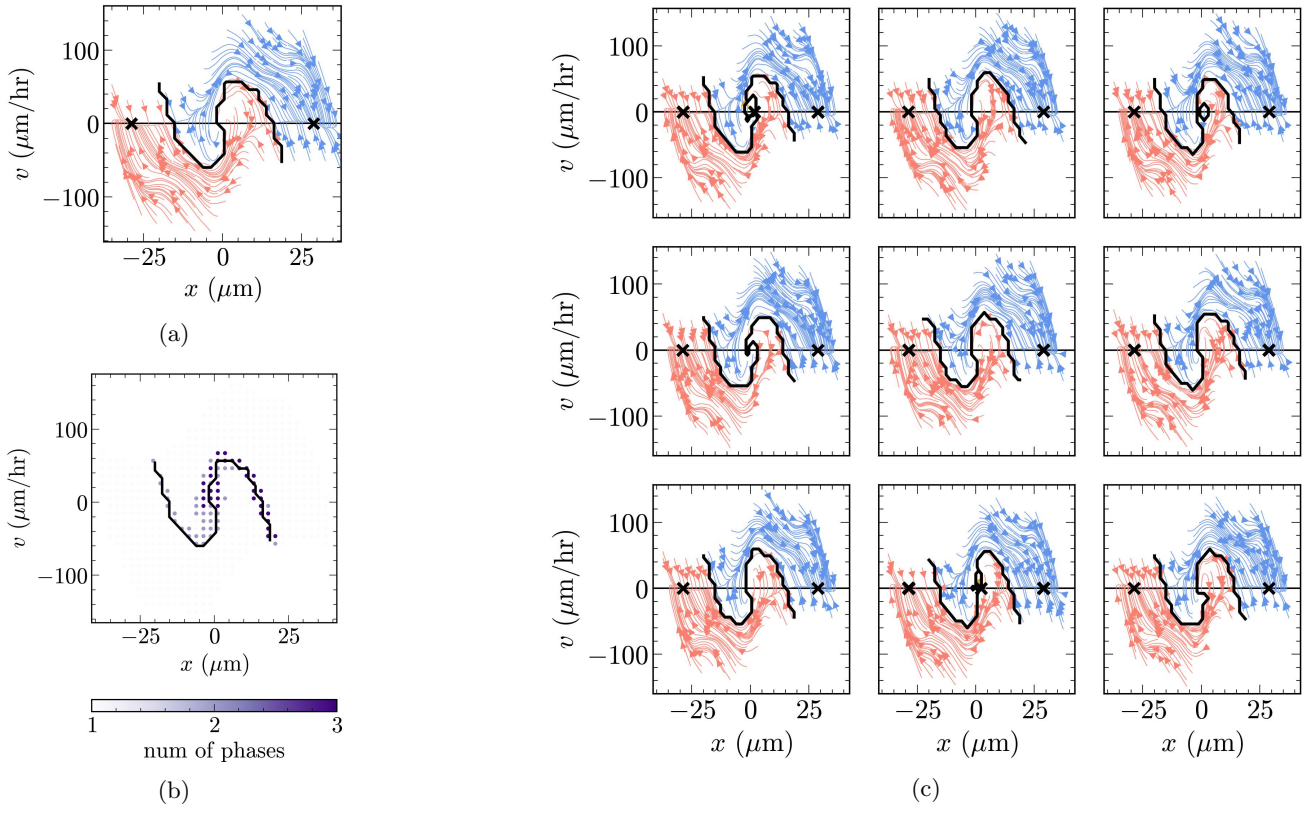 100
0
−100
v (μm/hr)
−25 0 25
x (μm)
(a)
100
0
−100
v (μm/hr)
−25 0 25
x (μm)
1 2 3
num of phases
(b)
100
0
−100
v (μm/hr)
100
0
−100
v (μm/hr)
100
0
−100
v (μm/hr)
−25 0 25 −25 0 25 −25 0 25
x (μm) x (μm) x (μm)
(c)